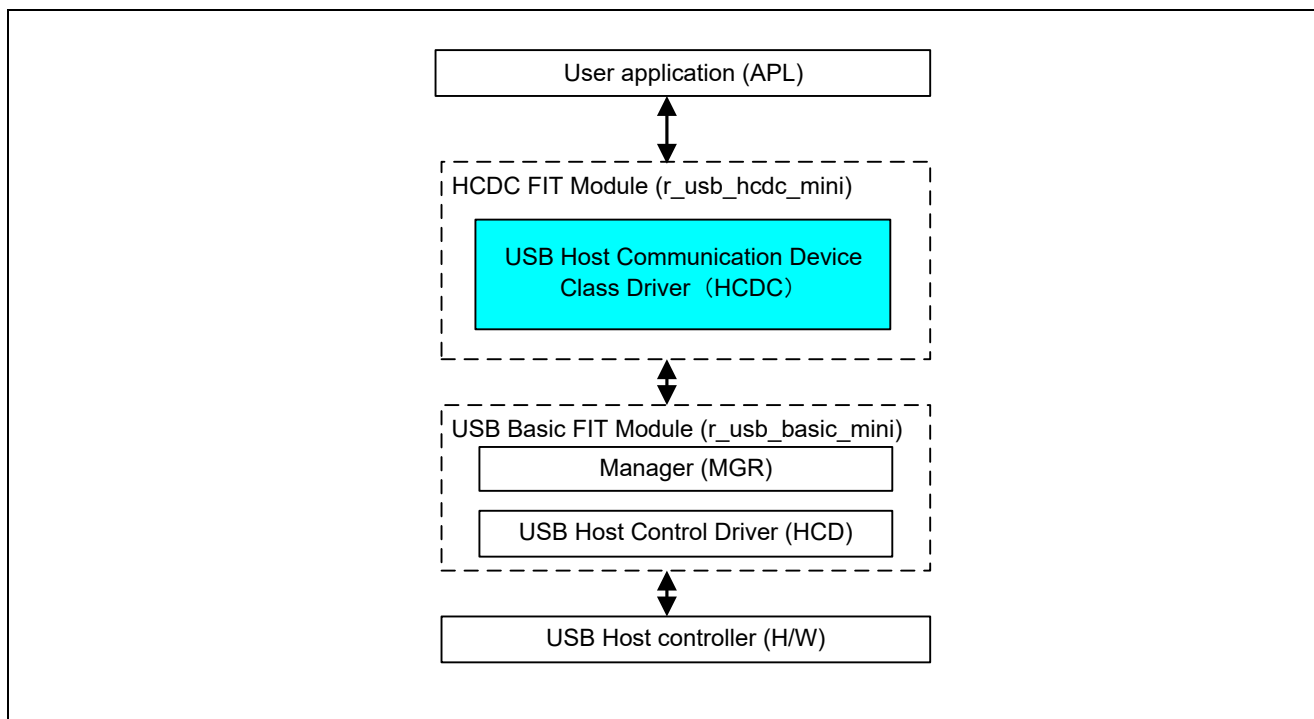 User application (APL)
HCDC FIT Module (r_usb_hcdc_mini)
USB Host Communication Device
Class Driver（HCDC）
USB Basic FIT Module (r_usb_basic_mini)
Manager (MGR)
USB Host Control Driver (HCD)
USB Host controller (H/W)